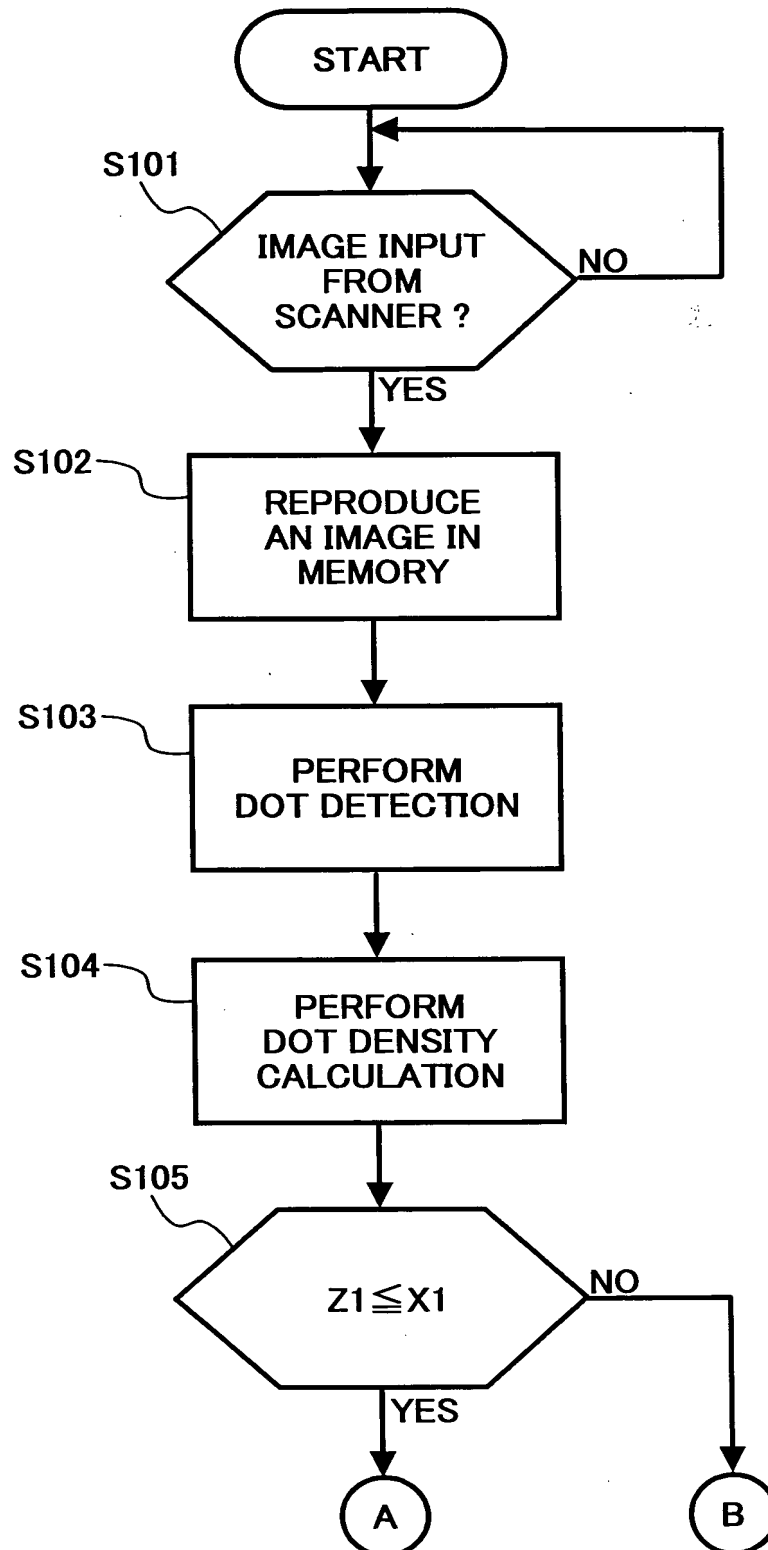 START
S101
IMAGE INPUT
FROM
SCANNER ?
NO
YES
S102
REPRODUCE
AN IMAGE IN
MEMORY
S103
PERFORM
DOT DETECTION
S104
PERFORM
DOT DENSITY
CALCULATION
S105
Z1≦X1
NO
YES
A
B